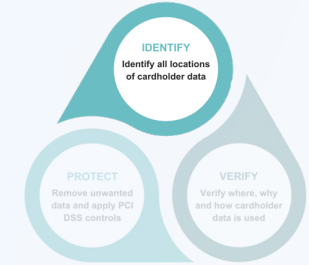 IDENTIFY
Identify all locations
of cardholder data
PROTECT
Remove unwanted
data and apply PCI
DSS controls
VERIFY
Verify where, why
and how cardholder
data is used